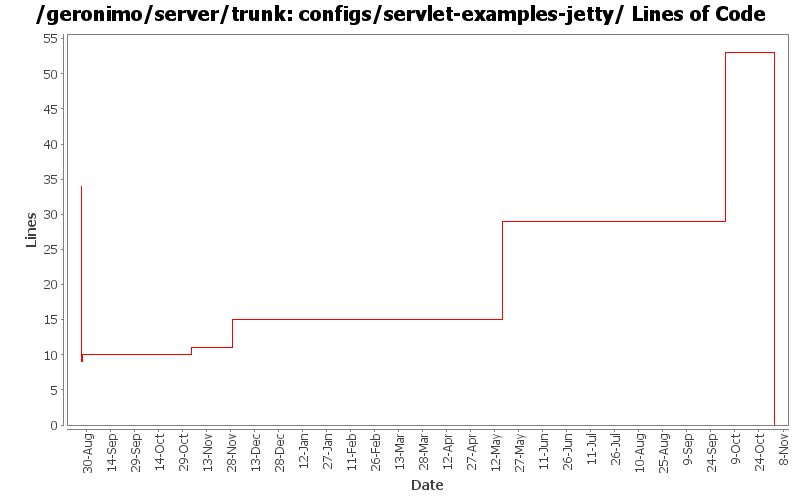 /geronimo/server/trunk: configs/servlet-examples-jetty/ Lines of Code
55
50
45
40
35
30
25
20
15
10
5
0
Lines
30-Aug
14-Sep
29-Sep
14-Oct
29-Oct
13-Nov
28-Nov
13-Dec
28-Dec
12-Jan
27-Jan
11-Feb
26-Feb
13-Mar
28-Mar
12-Apr
27-Apr
12-May
27-May
11-Jun
26-Jun
11-Jul
26-Jul
10-Aug
25-Aug
9-Sep
24-Sep
9-Oct
24-Oct
8-Nov
Date